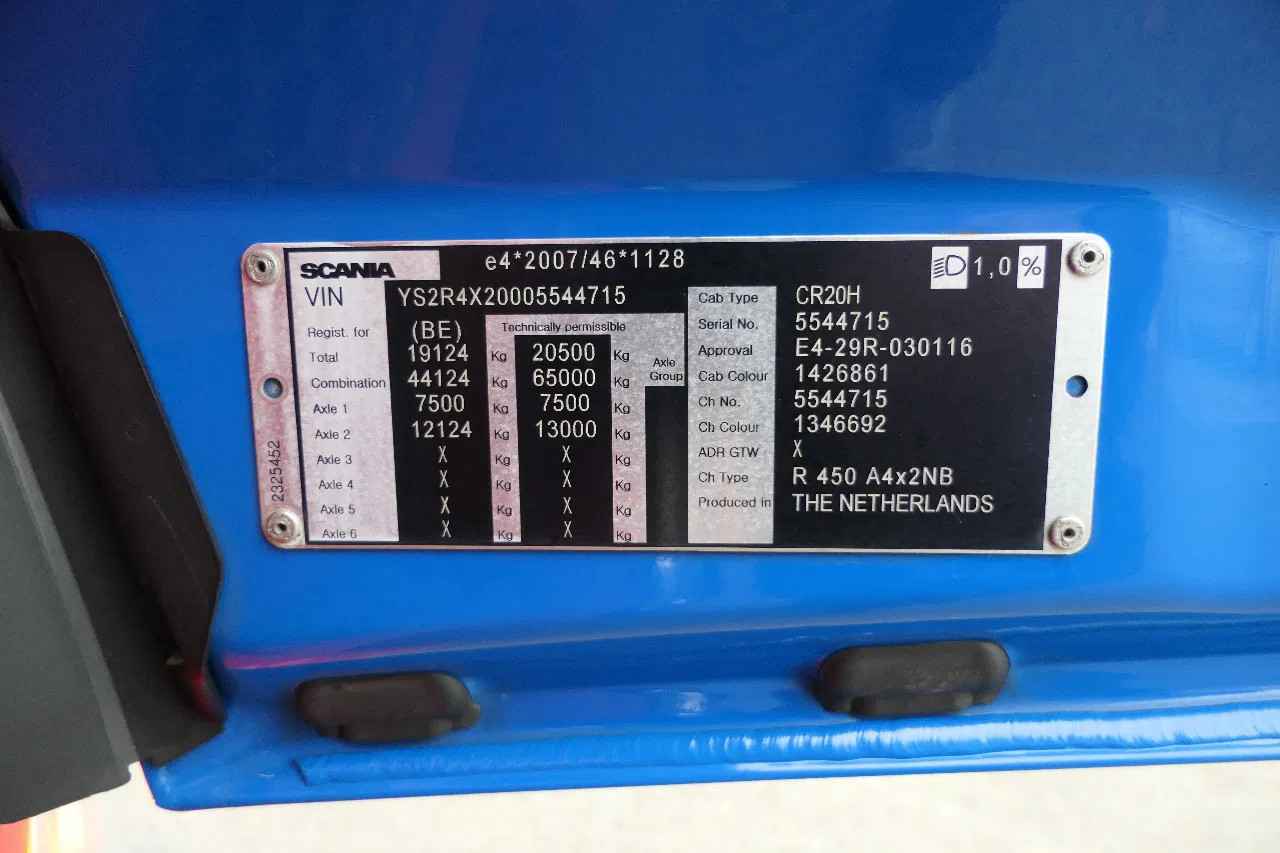 SCANIA e4*2007/46*1128 1,0 %
VIN YS2R4X20005544715 Cab Type CR20H
Regist. for (BE) Technically permissible Serial No. 5544715
Total 19124 Kg 20500 Kg Axle Group Approval E4-29R-030116
Combination 44124 Kg 65000 Kg Cab Colour 1426861
Axle 1 7500 Kg 7500 Kg Ch No. 5544715
Axle 2 12124 Kg 13000 Kg Ch Colour 1346692
Axle 3 X Kg X Kg ADR GTW X
Axle 4 X Kg X Kg Ch Type R 450 A4x2NB
Axle 5 X Kg X Kg Produced in THE NETHERLANDS
Axle 6 X Kg X Kg
2325452